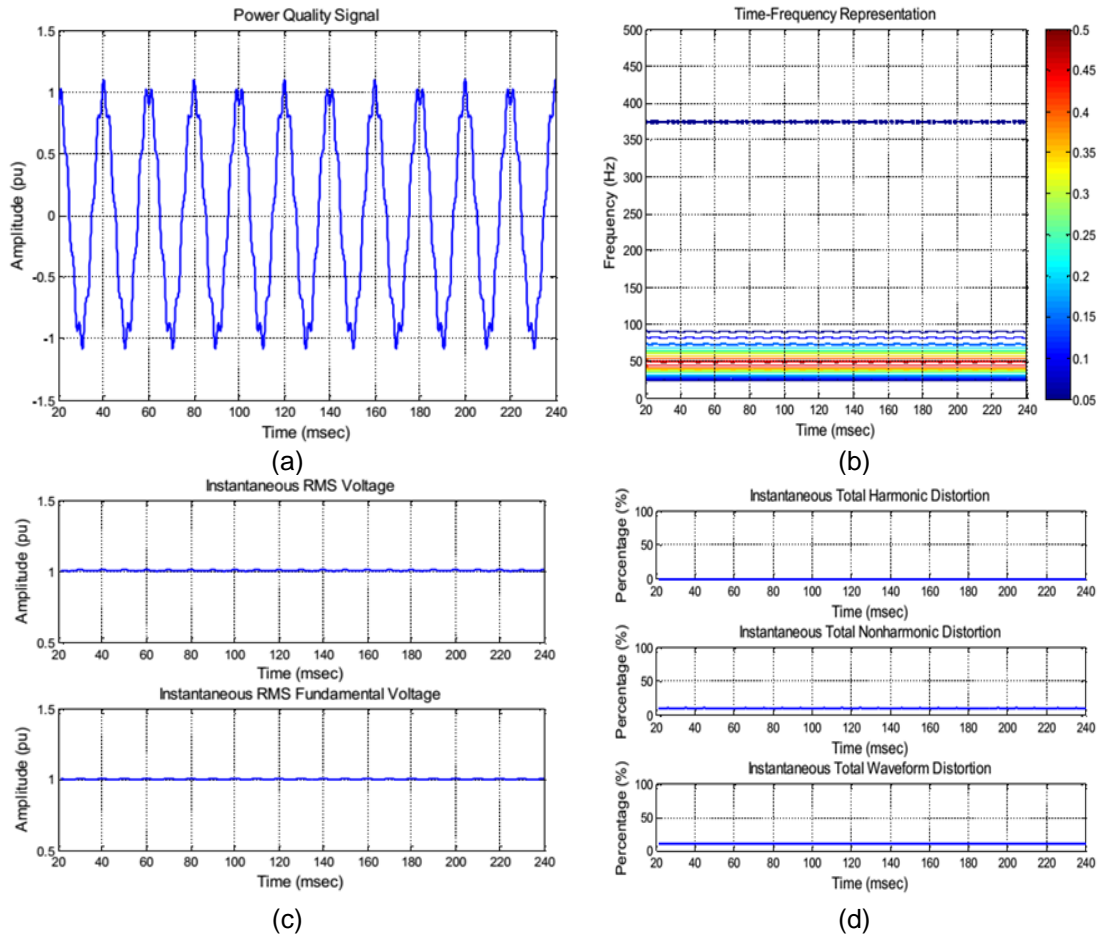 Power Quality Signal
1.5
1
0.5
0
-0.5
-1
-1.5
Amplitude (pu)
20 40 60 80 100 120 140 160 180 200 220 240
Time (msec)
(a)
Time-Frequency Representation
500
450
400
350
300
250
200
150
100
50
0
Frequency (Hz)
20 40 60 80 100 120 140 160 180 200 220 240
Time (msec)
0.5
0.45
0.4
0.35
0.3
0.25
0.2
0.15
0.1
0.05
(b)
Instantaneous RMS Voltage
1.5
1
0.5
Amplitude (pu)
20 40 60 80 100 120 140 160 180 200 220 240
Time (msec)
Instantaneous RMS Fundamental Voltage
1.5
1
0.5
Amplitude (pu)
20 40 60 80 100 120 140 160 180 200 220 240
Time (msec)
(c)
Instantaneous Total Harmonic Distortion
100
50
0
Percentage (%)
20 40 60 80 100 120 140 160 180 200 220 240
Time (msec)
Instantaneous Total Nonharmonic Distortion
100
50
0
Percentage (%)
20 40 60 80 100 120 140 160 180 200 220 240
Time (msec)
Instantaneous Total Waveform Distortion
100
50
0
Percentage (%)
20 40 60 80 100 120 140 160 180 200 220 240
Time (msec)
(d)